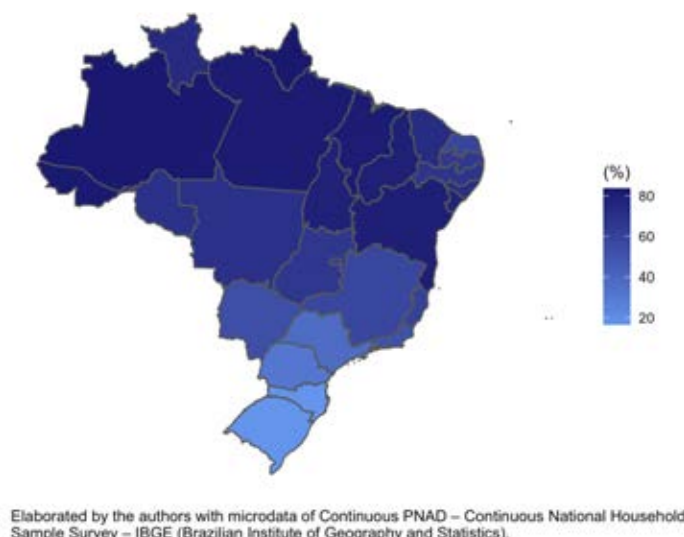 (%)
80
60
40
20
Elaborated by the authors with microdata of Continuous PNAD – Continuous National Household
Sample Survey – IBGE (Brazilian Institute of Geography and Statistics).